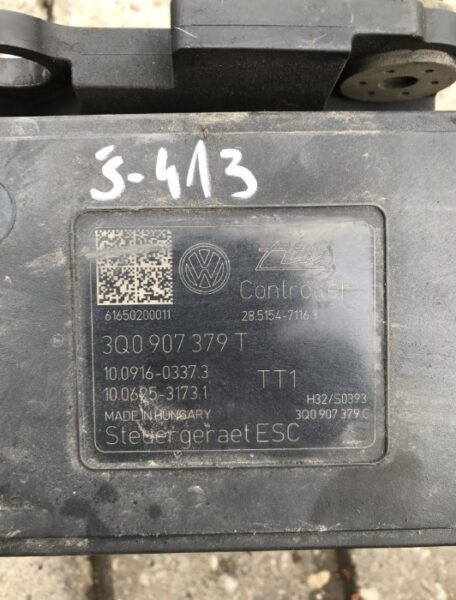 S-413
ATE
Controller
61650200011
28.5154-7116.3
3Q0 907 379 T
10.0916-0337.3
TT1
10.0625-3173.1
H32/S0393
MADE IN HUNGARY
3Q0 907 379 C
Steuergeraet ESC